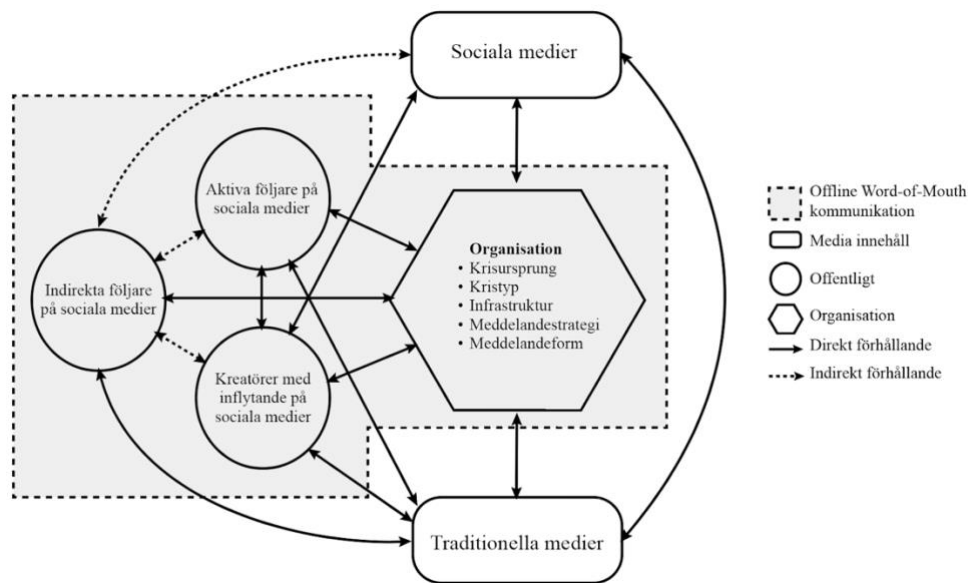 Sociala medier
Aktiva följare på
sociala medier
Indirekta följare
på sociala medier
Kreatörer med
inflytande på
sociala medier
Organisation
• Krisursprung
• Kristyp
• Infrastruktur
• Meddelandestrategi
• Meddelandeform
Traditionella medier
Offline Word-of-Mouth
kommunikation
Media innehåll
Offentligt
Organisation
Direkt förhållande
Indirekt förhållande